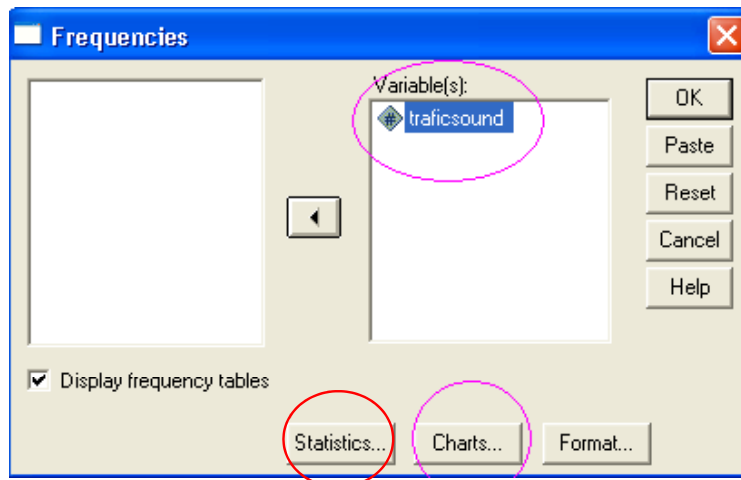 Frequencies
Variable(s):
traficsound
OK
Paste
Reset
Cancel
Help
Display frequency tables
Statistics...
Charts...
Format...